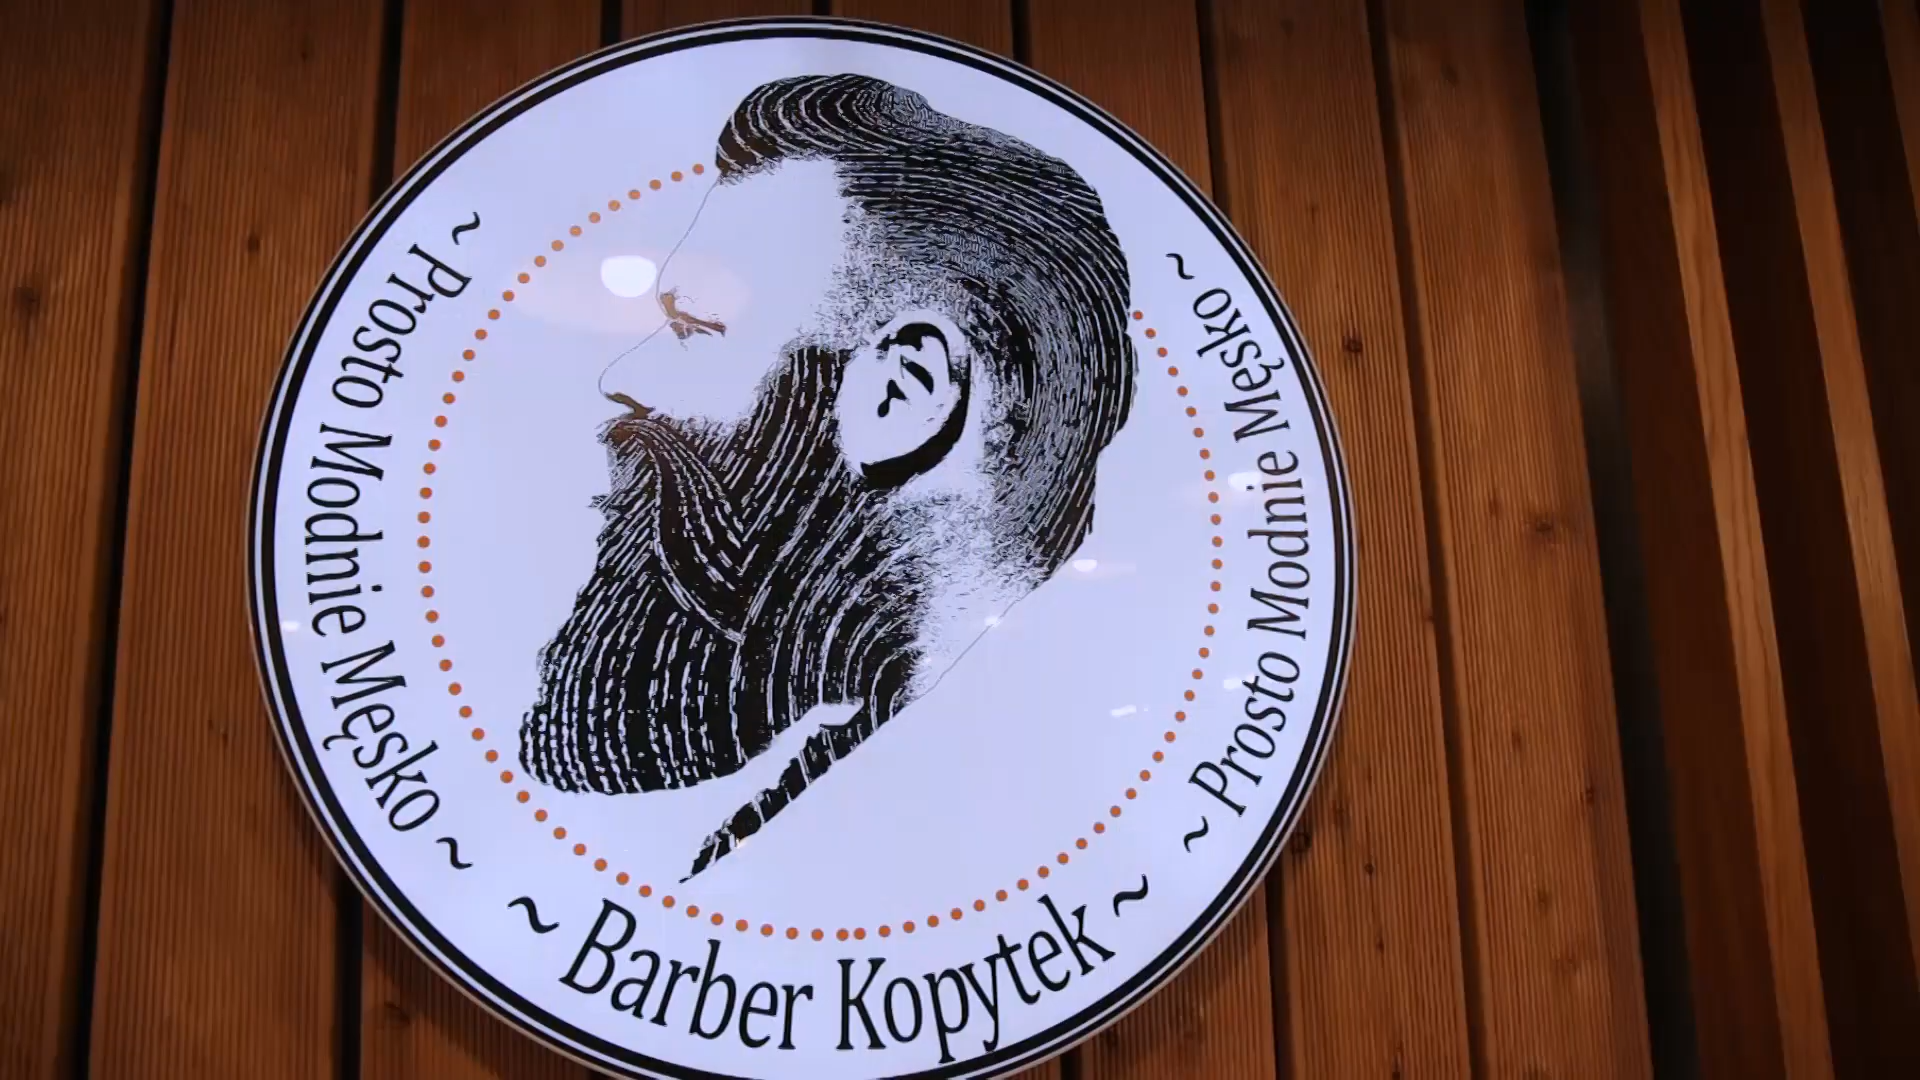 ~ Prosto Modnie Męsko ~
~ Barber Kopytek ~
~ Prosto Modnie Męsko ~